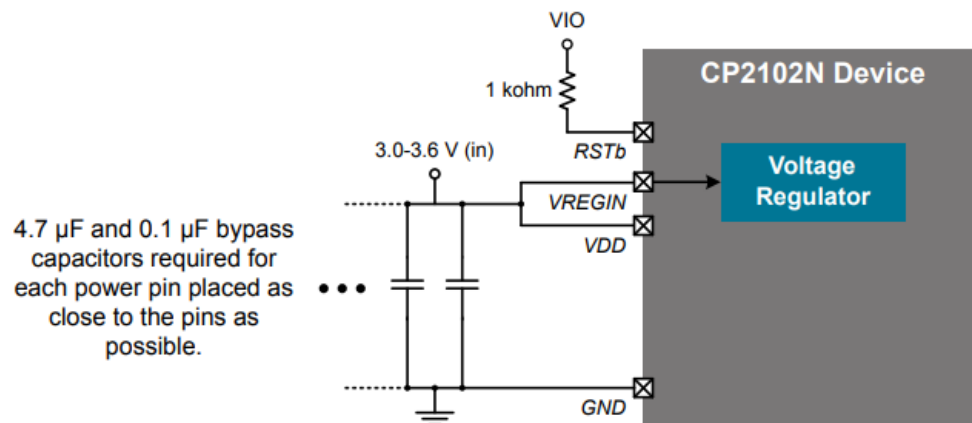 VIO
CP2102N Device
1 kohm
RSTb
3.0-3.6 V (in)
Voltage
Regulator
VREGIN
VDD
4.7 µF and 0.1 µF bypass
capacitors required for
each power pin placed as
close to the pins as
possible.
GND